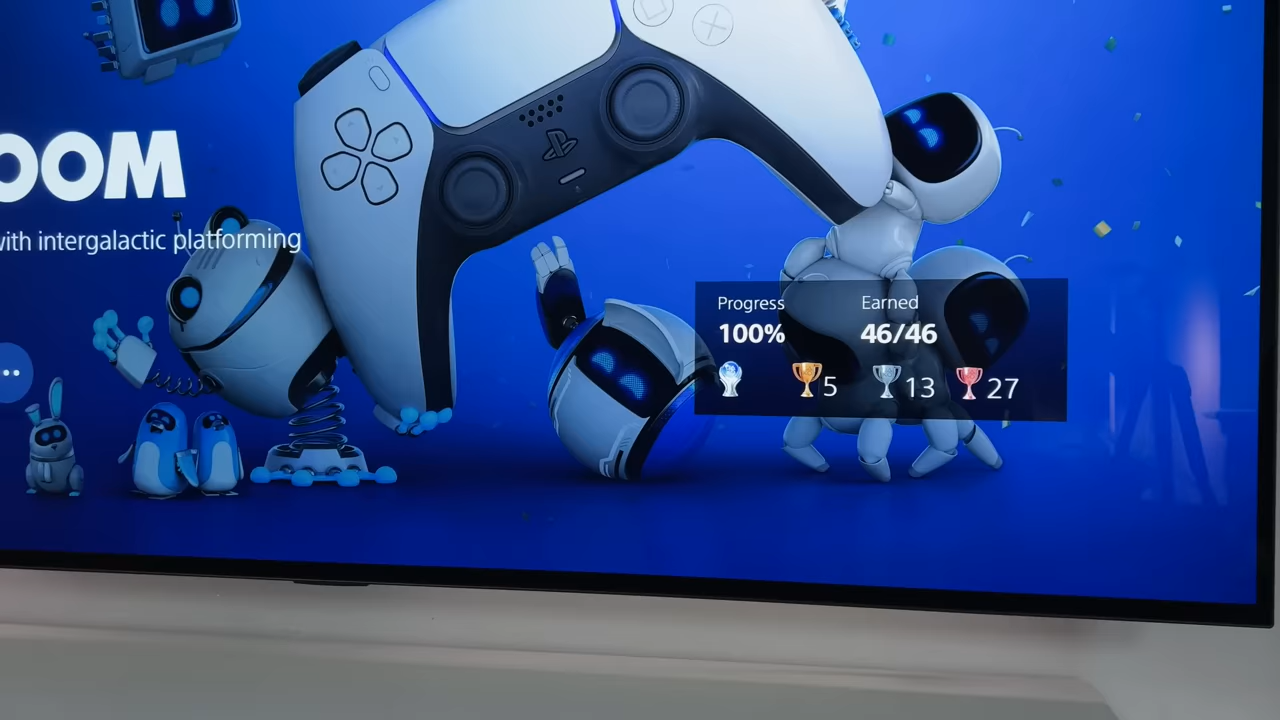 OOM
with intergalactic platforming
Progress Earned
100% 46/46
5 13 27